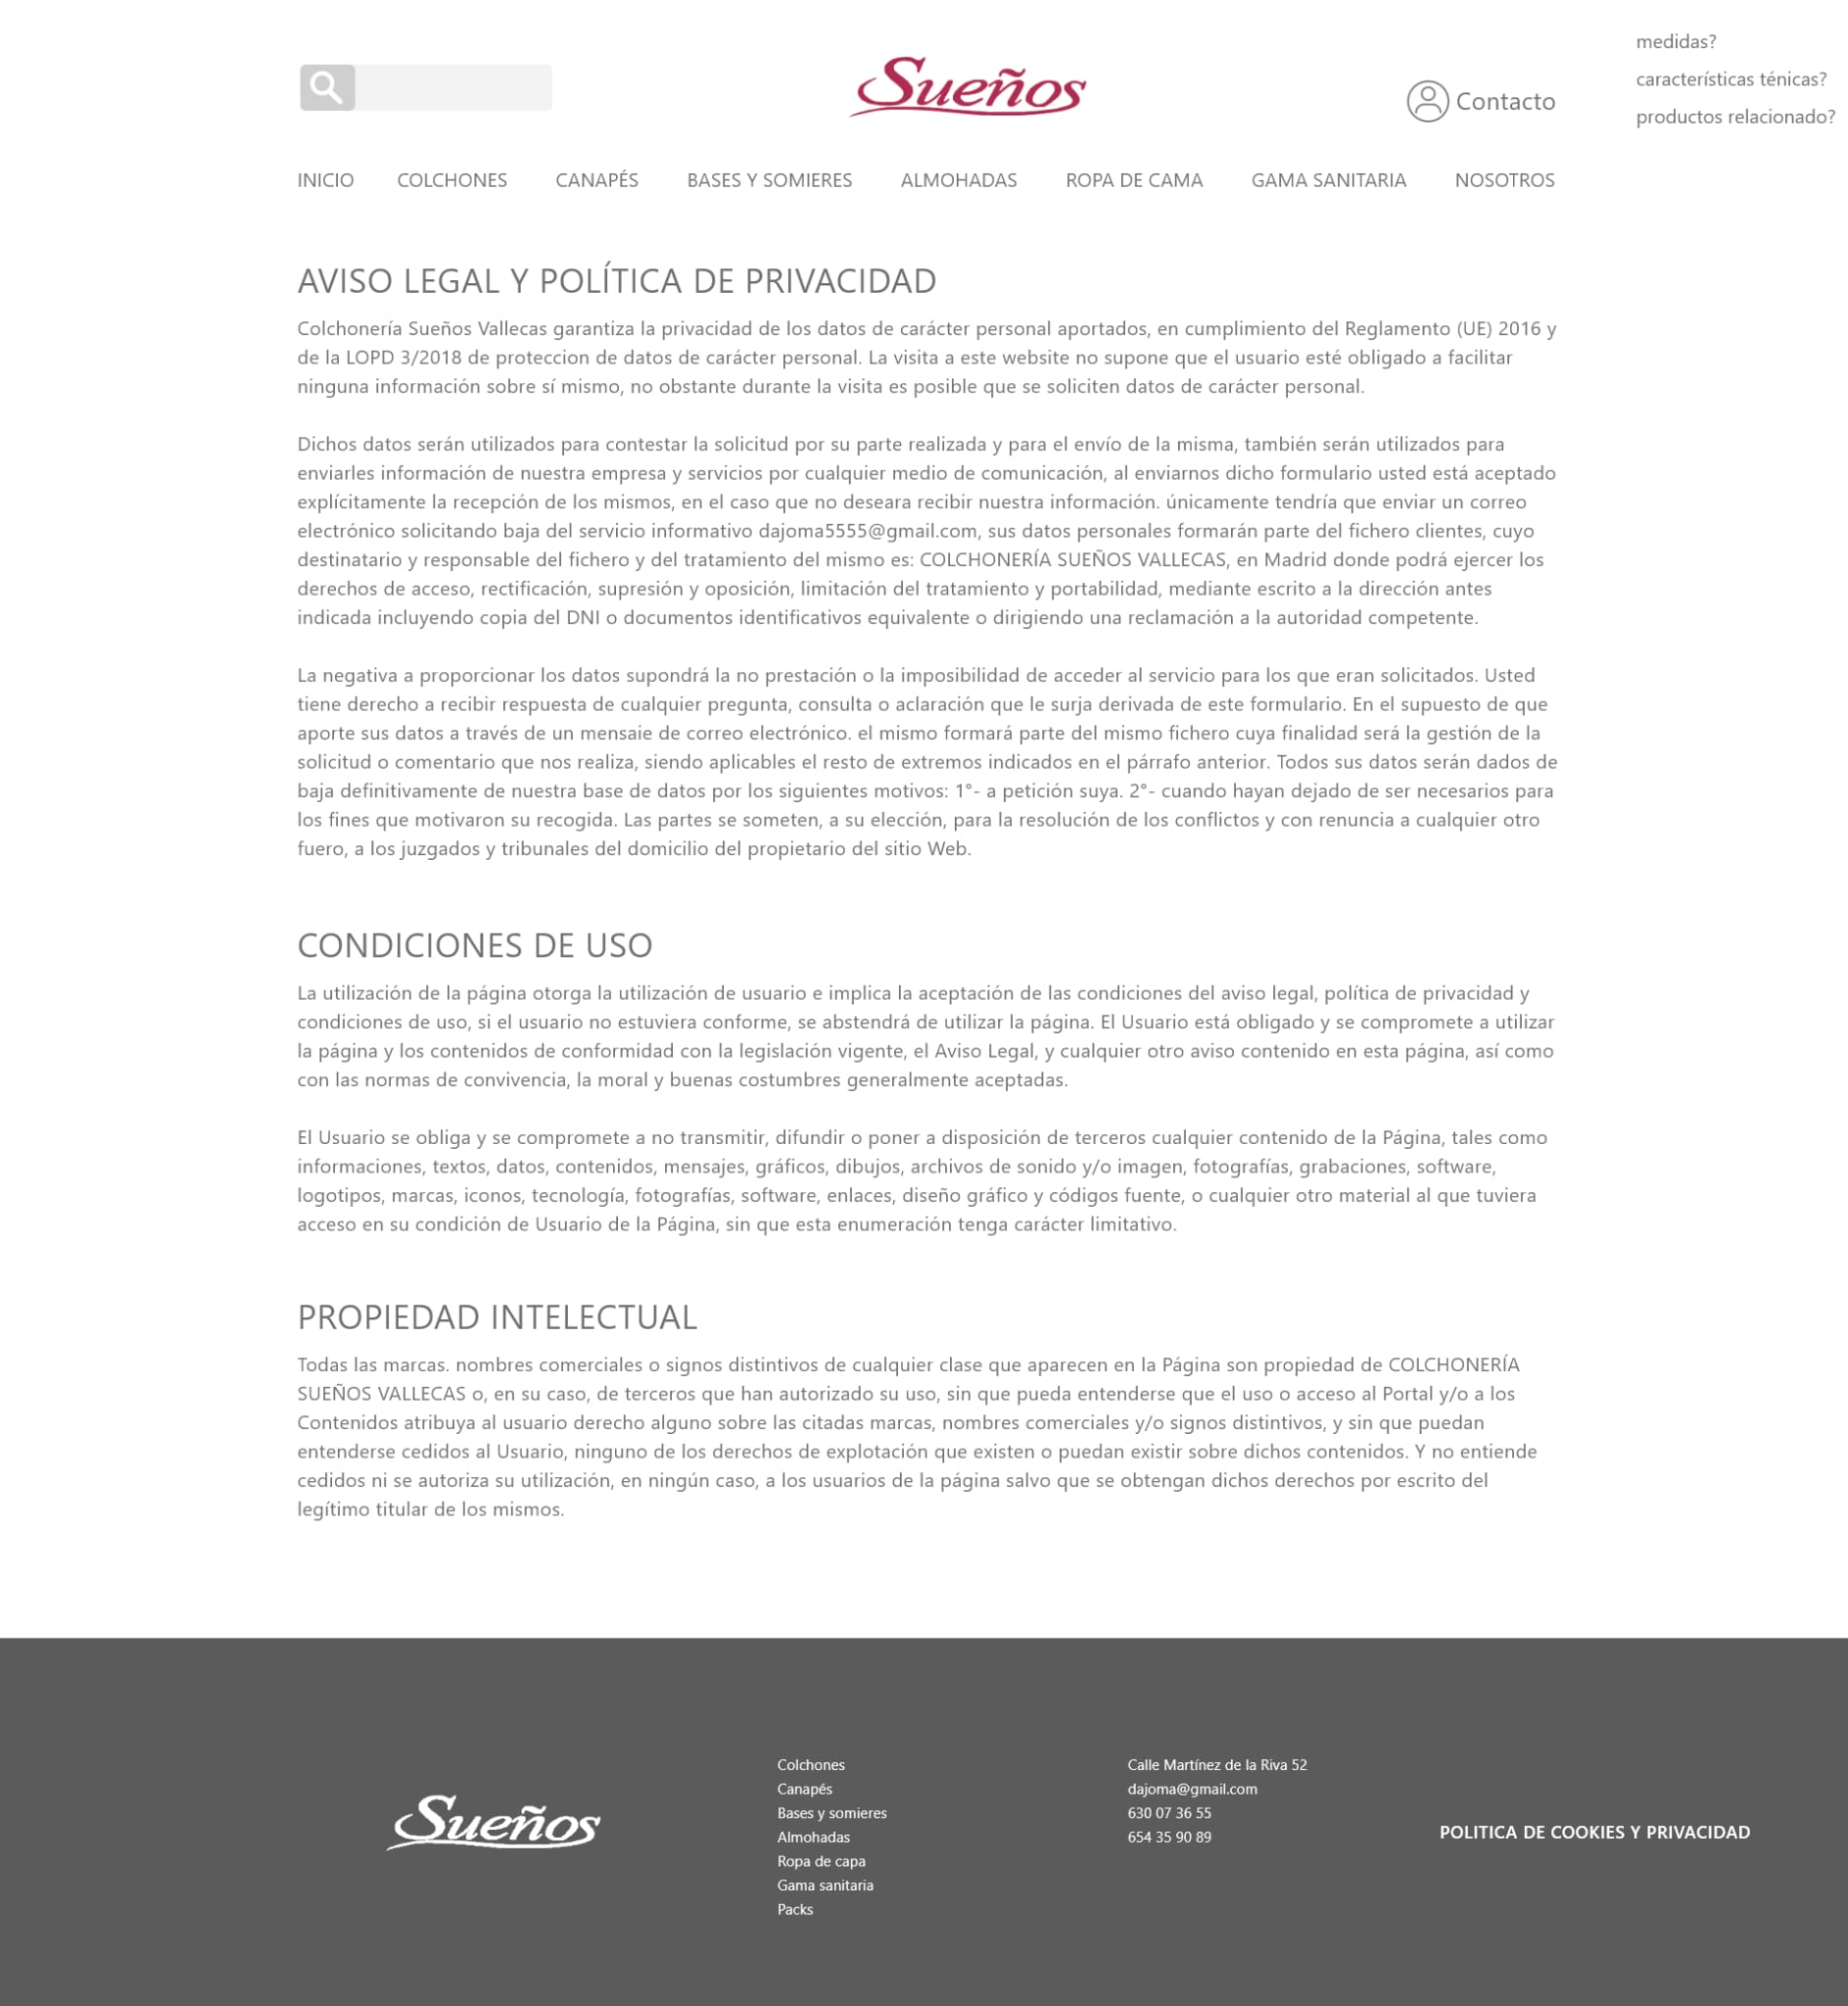 medidas?
características ténicas?
productos relacionado?
Sueños
Contacto
INICIO COLCHONES CANAPÉS BASES Y SOMIERES ALMOHADAS ROPA DE CAMA GAMA SANITARIA NOSOTROS
AVISO LEGAL Y POLÍTICA DE PRIVACIDAD
Colchonería Sueños Vallecas garantiza la privacidad de los datos de carácter personal aportados, en cumplimiento del Reglamento (UE) 2016 y
de la LOPD 3/2018 de proteccion de datos de carácter personal. La visita a este website no supone que el usuario esté obligado a facilitar
ninguna información sobre sí mismo, no obstante durante la visita es posible que se soliciten datos de carácter personal.
Dichos datos serán utilizados para contestar la solicitud por su parte realizada y para el envío de la misma, también serán utilizados para
enviarles información de nuestra empresa y servicios por cualquier medio de comunicación, al enviarnos dicho formulario usted está aceptado
explícitamente la recepción de los mismos, en el caso que no deseara recibir nuestra información. únicamente tendría que enviar un correo
electrónico solicitando baja del servicio informativo dajoma5555@gmail.com, sus datos personales formarán parte del fichero clientes, cuyo
destinatario y responsable del fichero y del tratamiento del mismo es: COLCHONERÍA SUEÑOS VALLECAS, en Madrid donde podrá ejercer los
derechos de acceso, rectificación, supresión y oposición, limitación del tratamiento y portabilidad, mediante escrito a la dirección antes
indicada incluyendo copia del DNI o documentos identificativos equivalente o dirigiendo una reclamación a la autoridad competente.
La negativa a proporcionar los datos supondrá la no prestación o la imposibilidad de acceder al servicio para los que eran solicitados. Usted
tiene derecho a recibir respuesta de cualquier pregunta, consulta o aclaración que le surja derivada de este formulario. En el supuesto de que
aporte sus datos a través de un mensaie de correo electrónico. el mismo formará parte del mismo fichero cuya finalidad será la gestión de la
solicitud o comentario que nos realiza, siendo aplicables el resto de extremos indicados en el párrafo anterior. Todos sus datos serán dados de
baja definitivamente de nuestra base de datos por los siguientes motivos: 1°- a petición suya. 2°- cuando hayan dejado de ser necesarios para
los fines que motivaron su recogida. Las partes se someten, a su elección, para la resolución de los conflictos y con renuncia a cualquier otro
fuero, a los juzgados y tribunales del domicilio del propietario del sitio Web.
CONDICIONES DE USO
La utilización de la página otorga la utilización de usuario e implica la aceptación de las condiciones del aviso legal, política de privacidad y
condiciones de uso, si el usuario no estuviera conforme, se abstendrá de utilizar la página. El Usuario está obligado y se compromete a utilizar
la página y los contenidos de conformidad con la legislación vigente, el Aviso Legal, y cualquier otro aviso contenido en esta página, así como
con las normas de convivencia, la moral y buenas costumbres generalmente aceptadas.
El Usuario se obliga y se compromete a no transmitir, difundir o poner a disposición de terceros cualquier contenido de la Página, tales como
informaciones, textos, datos, contenidos, mensajes, gráficos, dibujos, archivos de sonido y/o imagen, fotografías, grabaciones, software,
logotipos, marcas, iconos, tecnología, fotografías, software, enlaces, diseño gráfico y códigos fuente, o cualquier otro material al que tuviera
acceso en su condición de Usuario de la Página, sin que esta enumeración tenga carácter limitativo.
PROPIEDAD INTELECTUAL
Todas las marcas. nombres comerciales o signos distintivos de cualquier clase que aparecen en la Página son propiedad de COLCHONERÍA
SUEÑOS VALLECAS o, en su caso, de terceros que han autorizado su uso, sin que pueda entenderse que el uso o acceso al Portal y/o a los
Contenidos atribuya al usuario derecho alguno sobre las citadas marcas, nombres comerciales y/o signos distintivos, y sin que puedan
entenderse cedidos al Usuario, ninguno de los derechos de explotación que existen o puedan existir sobre dichos contenidos. Y no entiende
cedidos ni se autoriza su utilización, en ningún caso, a los usuarios de la página salvo que se obtengan dichos derechos por escrito del
legítimo titular de los mismos.
Sueños
Colchones
Canapés
Bases y somieres
Almohadas
Ropa de capa
Gama sanitaria
Packs
Calle Martínez de la Riva 52
dajoma@gmail.com
630 07 36 55
654 35 90 89
POLITICA DE COOKIES Y PRIVACIDAD